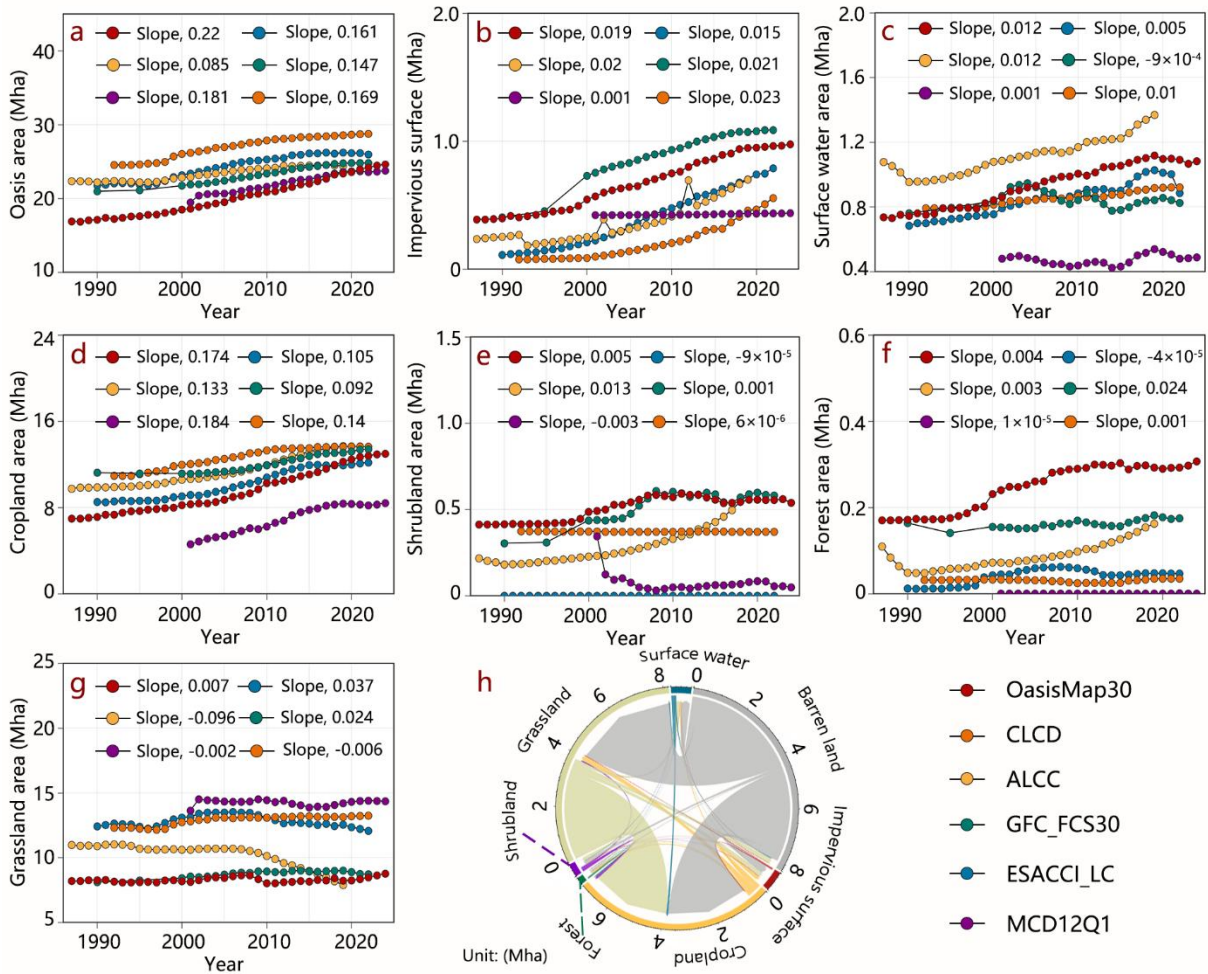 a
Slope, 0.22
Slope, 0.161
Slope, 0.085
Slope, 0.147
Slope, 0.181
Slope, 0.169
Oasis area (Mha)
40
30
20
10
1990
2000
2010
2020
Year
b
Slope, 0.019
Slope, 0.015
Slope, 0.02
Slope, 0.021
Slope, 0.001
Slope, 0.023
Impervious surface (Mha)
2.0
1.0
0
1990
2000
2010
2020
Year
c
Slope, 0.012
Slope, 0.005
Slope, 0.012
Slope, -9×10⁻⁴
Slope, 0.001
Slope, 0.01
Surface water area (Mha)
2.0
1.6
1.2
0.8
0.4
1990
2000
2010
2020
Year
d
Slope, 0.174
Slope, 0.105
Slope, 0.133
Slope, 0.092
Slope, 0.184
Slope, 0.14
Cropland area (Mha)
24
16
8
0
1990
2000
2010
2020
Year
e
Slope, 0.005
Slope, -9×10⁻⁵
Slope, 0.013
Slope, 0.001
Slope, -0.003
Slope, 6×10⁻⁶
Shrubland area (Mha)
1.5
1.0
0.5
0
1990
2000
2010
2020
Year
f
Slope, 0.004
Slope, -4×10⁻⁵
Slope, 0.003
Slope, 0.024
Slope, 1×10⁻⁵
Slope, 0.001
Forest area (Mha)
0.6
0.4
0.2
0
1990
2000
2010
2020
Year
g
Slope, 0.007
Slope, 0.037
Slope, -0.096
Slope, 0.024
Slope, -0.002
Slope, -0.006
Grassland area (Mha)
25
20
15
10
5
1990
2000
2010
2020
Year
h
Surface water
8
0
2
Barren land
4
6
8
Impervious surface
0
2
Cropland
4
6
Forest
0
Shrubland
2
4
Grassland
6
Unit: (Mha)
OasisMap30
CLCD
ALCC
GFC_FCS30
ESACCI_LC
MCD12Q1